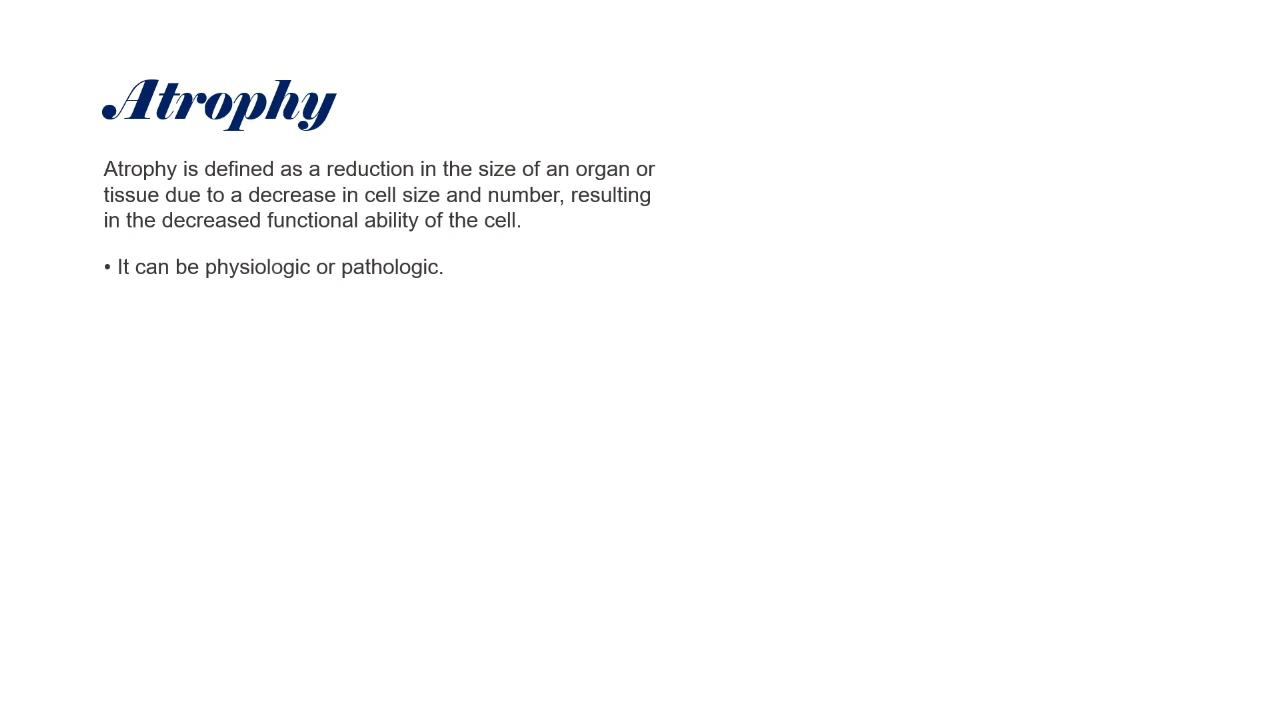 Atrophy
Atrophy is defined as a reduction in the size of an organ or
tissue due to a decrease in cell size and number, resulting
in the decreased functional ability of the cell.
• It can be physiologic or pathologic.